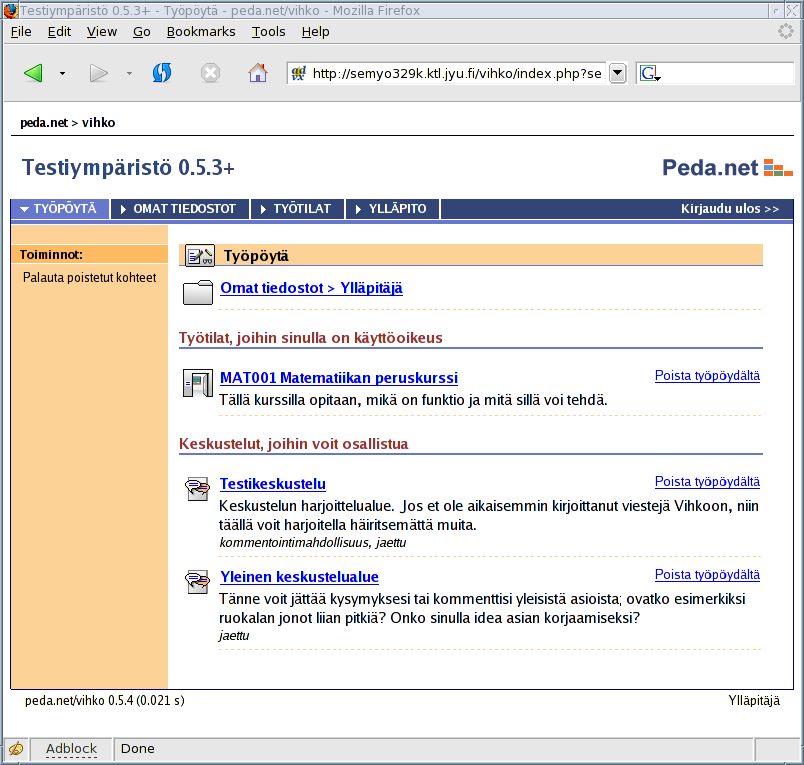 Testiympäristö 0.5.3+ - Työpöytä - peda.net/vihko - Mozilla Firefox
File Edit View Go Bookmarks Tools Help
http://semyo329k.ktl.jyu.fi/vihko/index.php?se
G
peda.net > vihko
Testiympäristö 0.5.3+
Peda.net
TYÖPÖYTÄ OMAT TIEDOSTOT TYÖTILAT YLLÄPITO Kirjaudu ulos >>
Toiminnot:
Palauta poistetut kohteet
Työpöytä
Omat tiedostot > Ylläpitäjä
Työtilat, joihin sinulla on käyttöoikeus
MAT001 Matematiikan peruskurssi Poista työpöydältä
Tällä kurssilla opitaan, mikä on funktio ja mitä sillä voi tehdä.
Keskustelut, joihin voit osallistua
Testikeskustelu Poista työpöydältä
Keskustelun harjoittelualue. Jos et ole aikaisemmin kirjoittanut viestejä Vihkoon, niin
täällä voit harjoitella häiritsemättä muita.
kommentointimahdollisuus, jaettu
Yleinen keskustelualue Poista työpöydältä
Tänne voit jättää kysymyksesi tai kommenttisi yleisistä asioista; ovatko esimerkiksi
ruokalan jonot liian pitkiä? Onko sinulla idea asian korjaamiseksi?
jaettu
peda.net/vihko 0.5.4 (0.021 s) Ylläpitäjä
Adblock Done